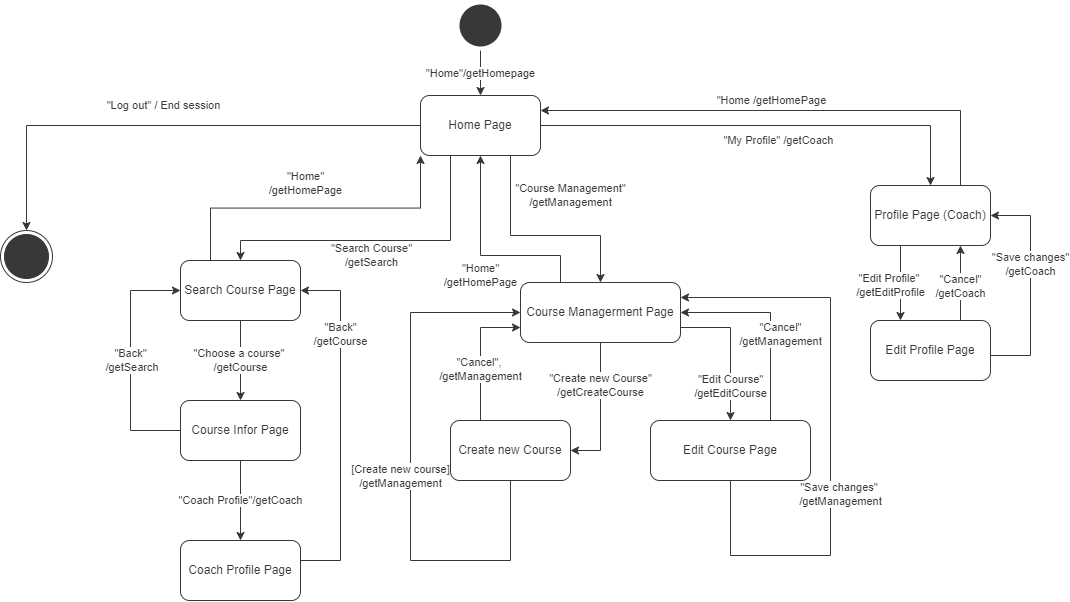 "Home"/getHomepage
"Log out" / End session
"Home /getHomePage
Home Page
"My Profile" /getCoach
"Home"
/getHomePage
"Course Management"
/getManagement
Profile Page (Coach)
"Search Course"
/getSearch
"Home"
/getHomePage
"Save changes"
/getCoach
"Edit Profile"
/getEditProfile
"Cancel"
/getCoach
Search Course Page
Course Managerment Page
"Back"
/getCourse
"Cancel"
/getManagement
Edit Profile Page
"Back"
/getSearch
"Choose a course"
/getCourse
"Cancel",
/getManagement
"Create new Course"
/getCreateCourse
"Edit Course"
/getEditCourse
Course Infor Page
Create new Course
Edit Course Page
[Create new course]
/getManagement
"Save changes"
/getManagement
"Coach Profile"/getCoach
Coach Profile Page